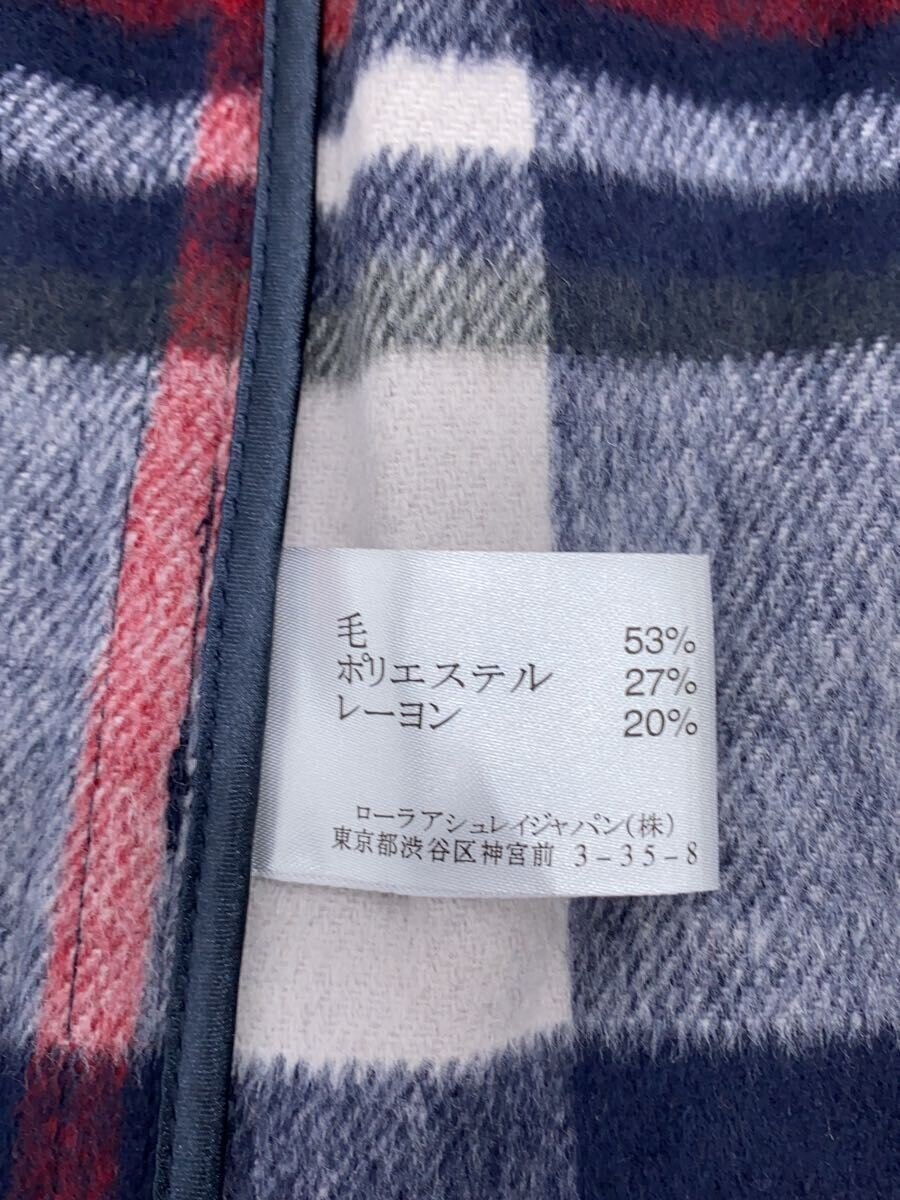 毛 53%
ポリエステル 27%
レーヨン 20%
ローラアシュレイジャパン(株)
東京都渋谷区神宮前 3-35-8